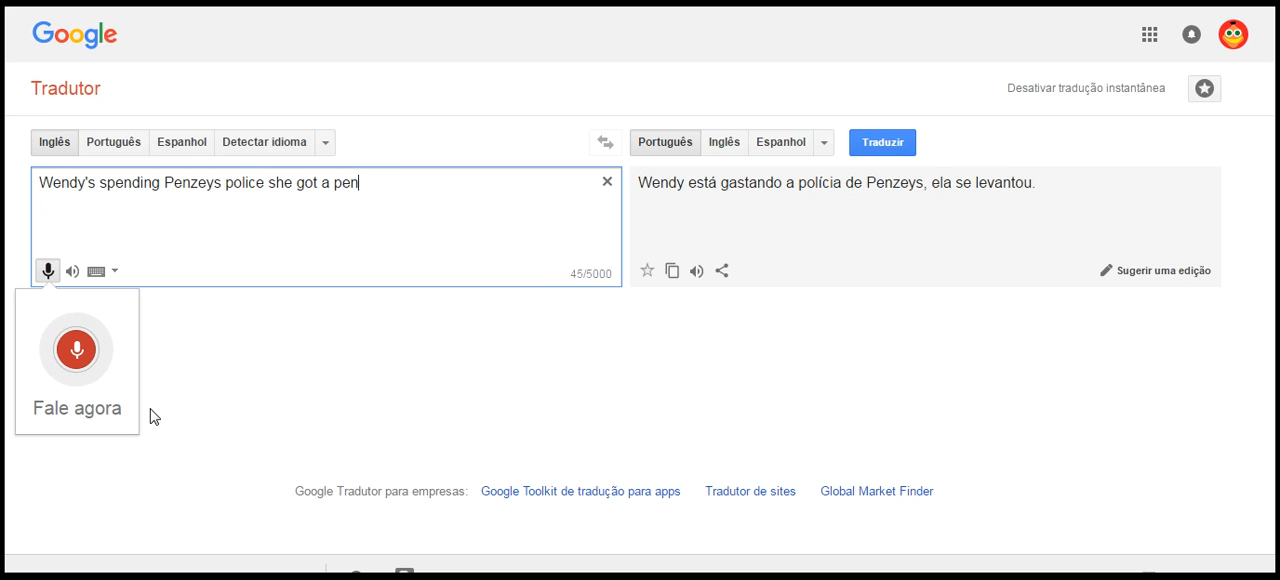 Google
Tradutor
Desativar tradução instantânea
Inglês Português Espanhol Detectar idioma
Português Inglês Espanhol
Traduzir
Wendy's spending Penzeys police she got a pen
45/5000
Wendy está gastando a polícia de Penzeys, ela se levantou.
Sugerir uma edição
Fale agora
Google Tradutor para empresas: Google Toolkit de tradução para apps Tradutor de sites Global Market Finder